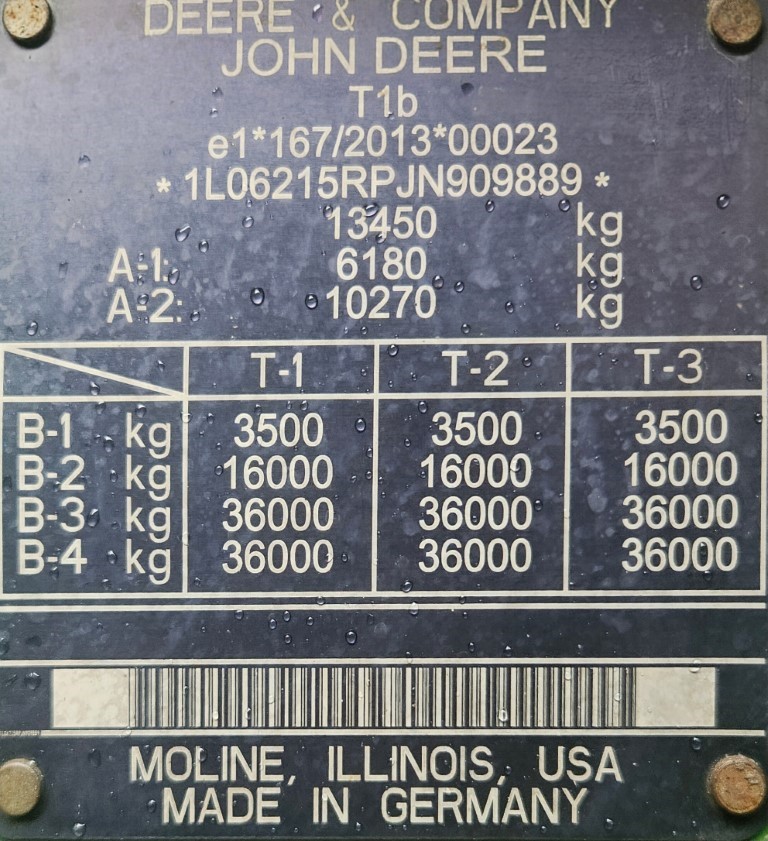 DEERE & COMPANY
JOHN DEERE
T1b
e1*167/2013*00023
* 1L06215RPJN909889 *
13450 kg
A-1: 6180 kg
A-2: 10270 kg
T-1 T-2 T-3
B-1 kg 3500 3500 3500
B-2 kg 16000 16000 16000
B-3 kg 36000 36000 36000
B-4 kg 36000 36000 36000
MOLINE, ILLINOIS, USA
MADE IN GERMANY